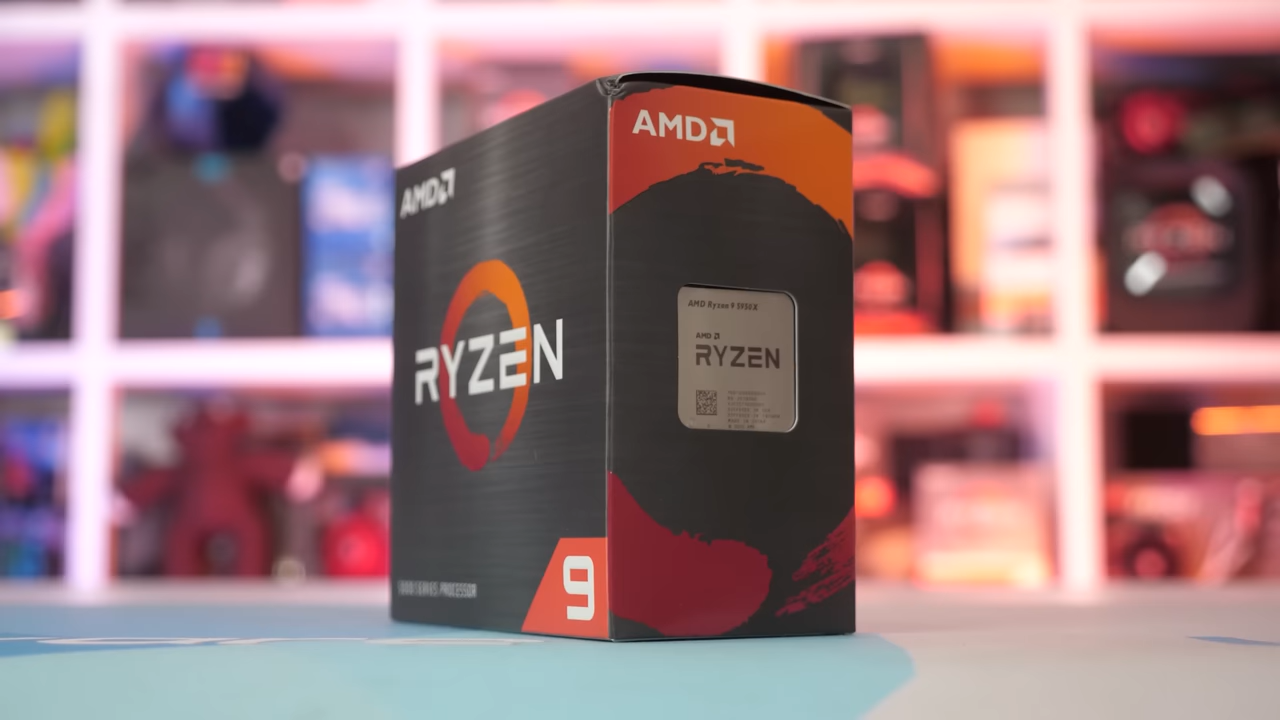 AMD
RYZEN
5000 SERIES PROCESSOR
9
AMD
AMD Ryzen 9 5950X
AMD
RYZEN